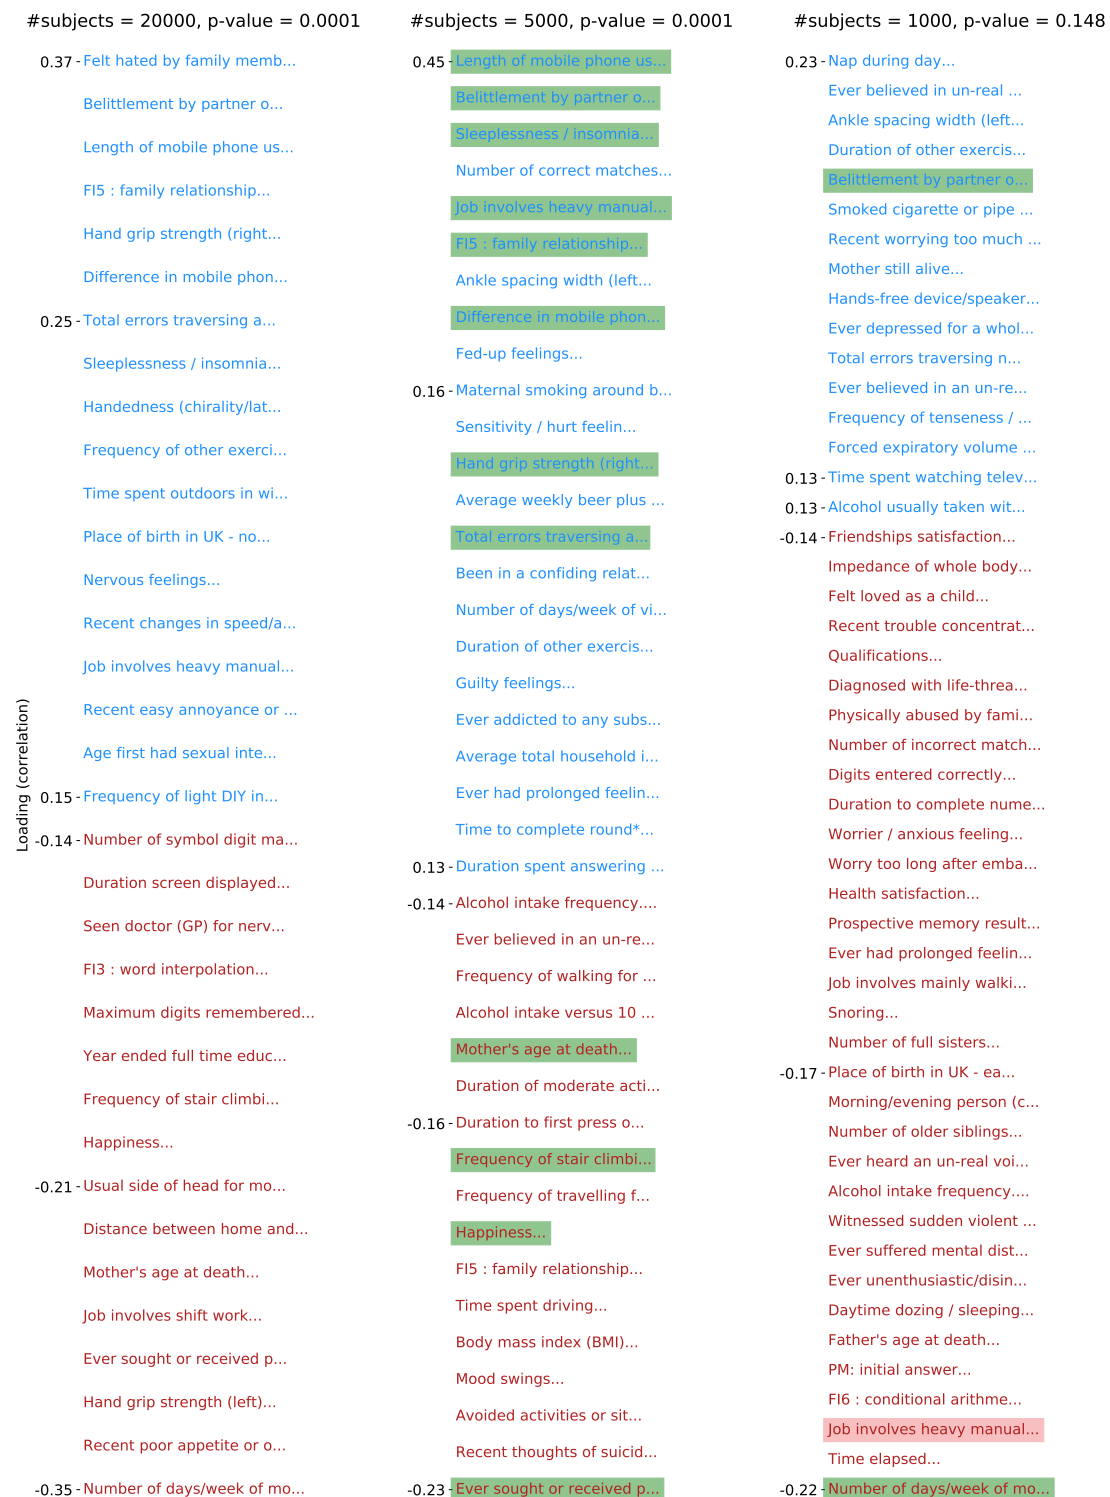 #subjects = 20000, p-value = 0.0001
0.37 Felt hated by family memb...
Belittlement by partner o...
Length of mobile phone us...
FI5 : family relationship...
Hand grip strength (right...
Difference in mobile phon...
0.25 Total errors traversing a...
Sleeplessness / insomnia...
Handedness (chirality/lat...
Frequency of other exerci...
Time spent outdoors in wi...
Place of birth in UK - no...
Nervous feelings...
Recent changes in speed/a...
Job involves heavy manual...
Recent easy annoyance or ...
Age first had sexual inte...
0.15 Frequency of light DIY in...
Loading (correlation)
-0.14 Number of symbol digit ma...
Duration screen displayed...
Seen doctor (GP) for nerv...
FI3 : word interpolation...
Maximum digits remembered...
Year ended full time educ...
Frequency of stair climbi...
Happiness...
-0.21 Usual side of head for mo...
Distance between home and...
Mother's age at death...
Job involves shift work...
Ever sought or received p...
Hand grip strength (left)...
Recent poor appetite or o...
-0.35 Number of days/week of mo...
#subjects = 5000, p-value = 0.0001
0.45 Length of mobile phone us...
Belittlement by partner o...
Sleeplessness / insomnia...
Number of correct matches...
Job involves heavy manual...
FI5 : family relationship...
Ankle spacing width (left...
Difference in mobile phon...
Fed-up feelings...
0.16 Maternal smoking around b...
Sensitivity / hurt feelin...
Hand grip strength (right...
Average weekly beer plus ...
Total errors traversing a...
Been in a confiding relat...
Number of days/week of vi...
Duration of other exercis...
Guilty feelings...
Ever addicted to any subs...
Average total household i...
Ever had prolonged feelin...
Time to complete round*...
0.13 Duration spent answering ...
-0.14 Alcohol intake frequency....
Ever believed in an un-re...
Frequency of walking for ...
Alcohol intake versus 10 ...
Mother's age at death...
Duration of moderate acti...
-0.16 Duration to first press o...
Frequency of stair climbi...
Frequency of travelling f...
Happiness...
FI5 : family relationship...
Time spent driving...
Body mass index (BMI)...
Mood swings...
Avoided activities or sit...
Recent thoughts of suicid...
-0.23 Ever sought or received p...
#subjects = 1000, p-value = 0.148
0.23 Nap during day...
Ever believed in un-real ...
Ankle spacing width (left...
Duration of other exercis...
Belittlement by partner o...
Smoked cigarette or pipe ...
Recent worrying too much ...
Mother still alive...
Hands-free device/speaker...
Ever depressed for a whol...
Total errors traversing n...
Ever believed in an un-re...
Frequency of tenseness / ...
Forced expiratory volume ...
0.13 Time spent watching telev...
0.13 Alcohol usually taken wit...
-0.14 Friendships satisfaction...
Impedance of whole body...
Felt loved as a child...
Recent trouble concentrat...
Qualifications...
Diagnosed with life-threa...
Physically abused by fami...
Number of incorrect match...
Digits entered correctly...
Duration to complete nume...
Worrier / anxious feeling...
Worry too long after emba...
Health satisfaction...
Prospective memory result...
Ever had prolonged feelin...
Job involves mainly walki...
Snoring...
Number of full sisters...
-0.17 Place of birth in UK - ea...
Morning/evening person (c...
Number of older siblings...
Ever heard an un-real voi...
Alcohol intake frequency....
Witnessed sudden violent ...
Ever suffered mental dist...
Ever unenthusiastic/disin...
Daytime dozing / sleeping...
Father's age at death...
PM: initial answer...
FI6 : conditional arithme...
Job involves heavy manual...
Time elapsed...
-0.22 Number of days/week of mo...